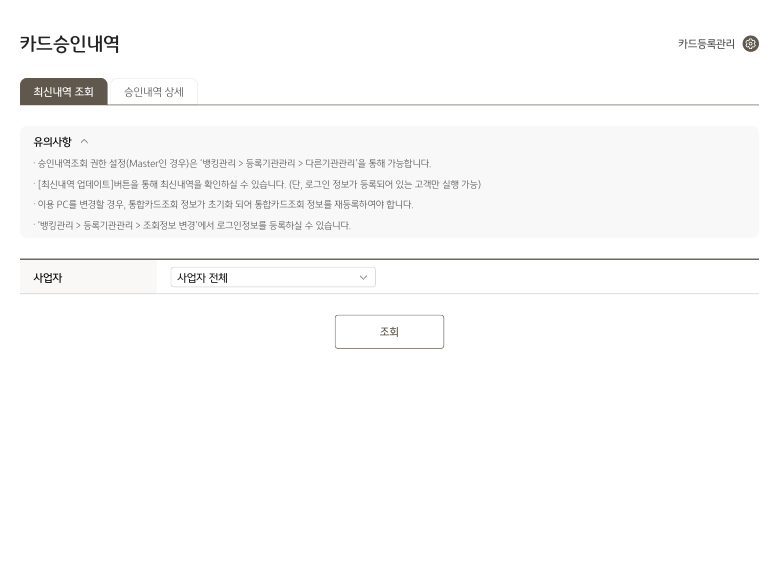 카드승인내역
카드등록관리
최신내역 조회
승인내역 상세
유의사항
· 승인내역조회 권한 설정(Master인 경우)은 '뱅킹관리 > 등록기관관리 > 다른기관관리'을 통해 가능합니다.
· [최신내역 업데이트]버튼을 통해 최신내역을 확인하실 수 있습니다. (단, 로그인 정보가 등록되어 있는 고객만 실행 가능)
· 이용 PC를 변경할 경우, 통합카드조회 정보가 초기화 되어 통합카드조회 정보를 재등록하여야 합니다.
· '뱅킹관리 > 등록기관관리 > 조회정보 변경'에서 로그인정보를 등록하실 수 있습니다.
사업자
사업자 전체
조회